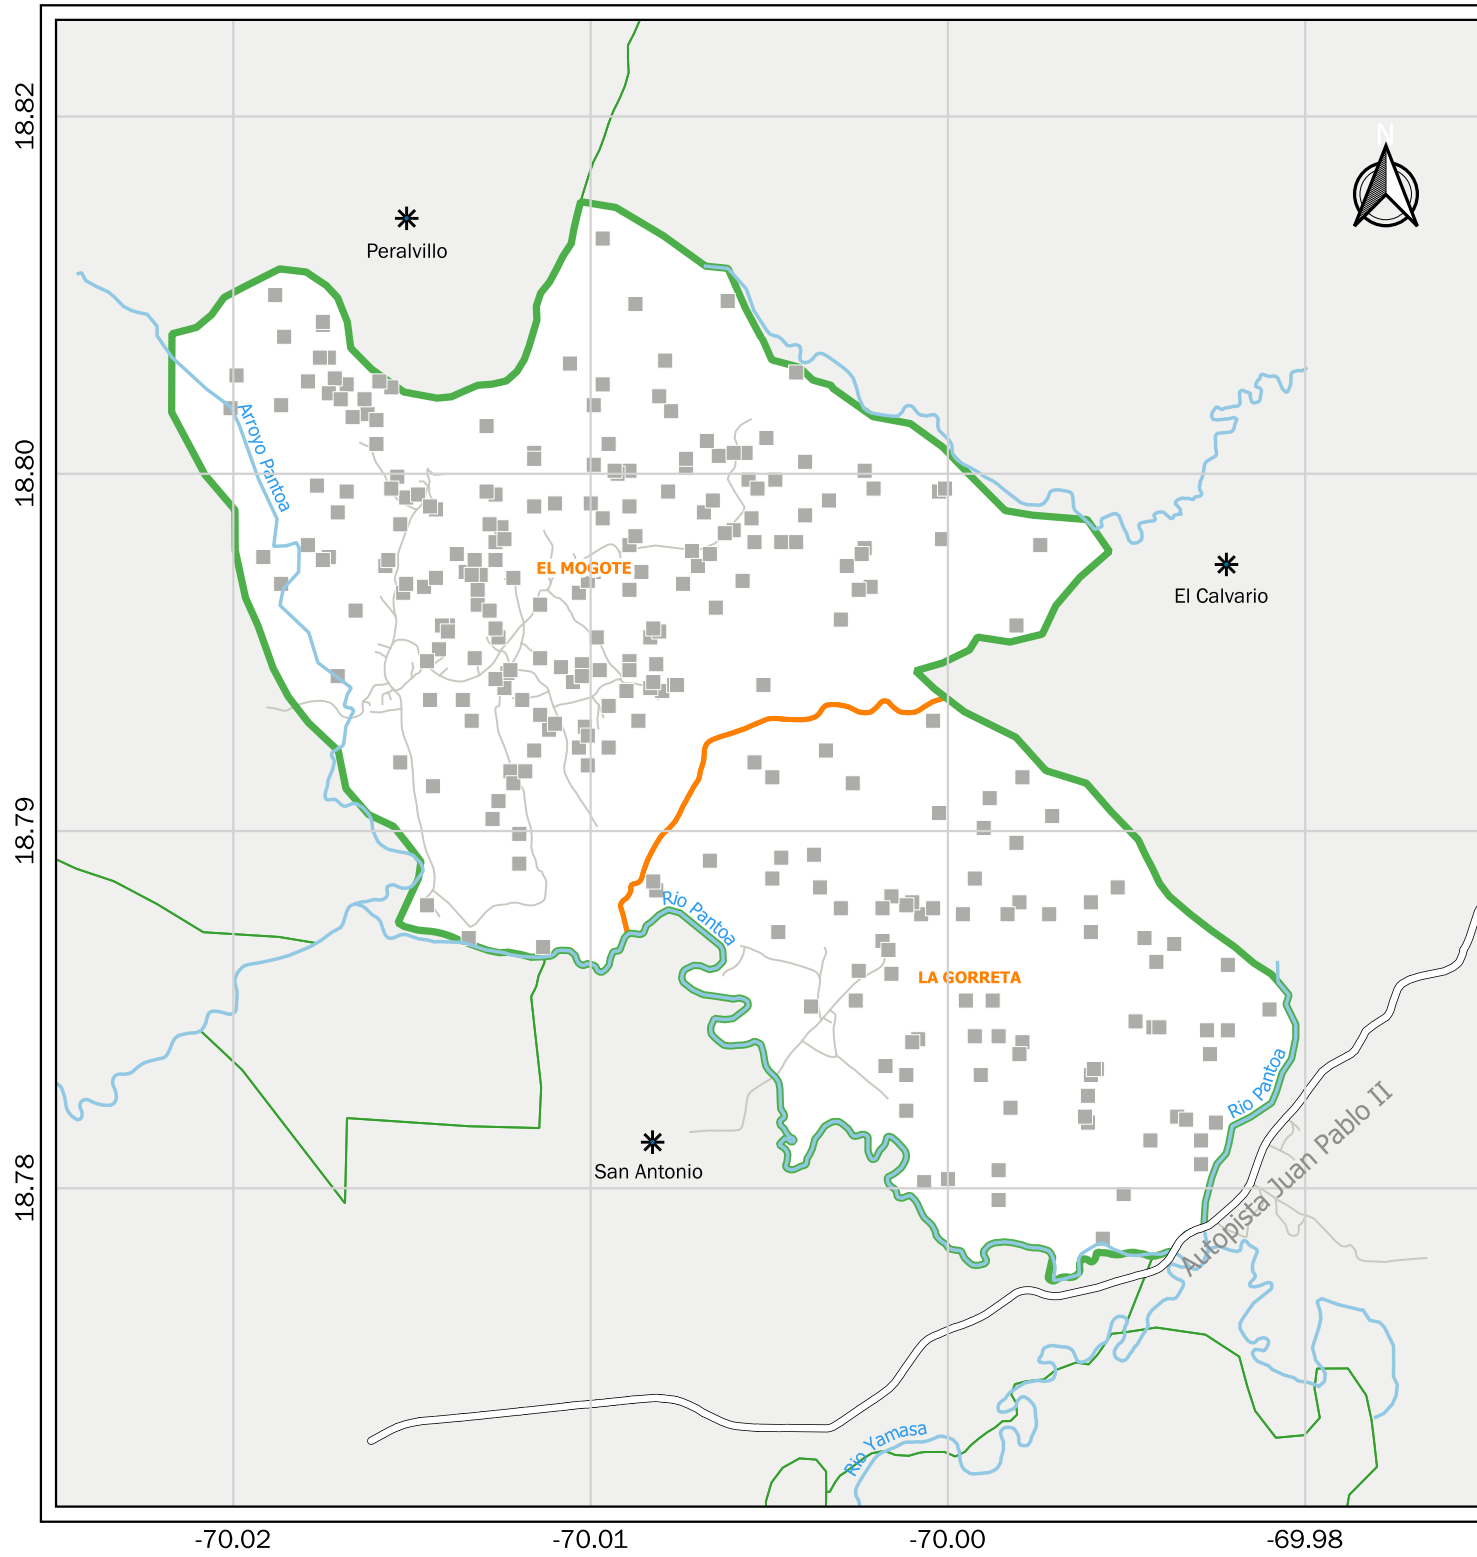 18.82
N
Peralvillo
Arroyo Pantoa
18.80
EL MOGOTE
El Calvario
18.79
Rio Pantoa
LA GORRETA
Rio Pantoa
Autopista Juan Pablo II
San Antonio
18.78
Rio Yamasa
-70.02
-70.01
-70.00
-69.98